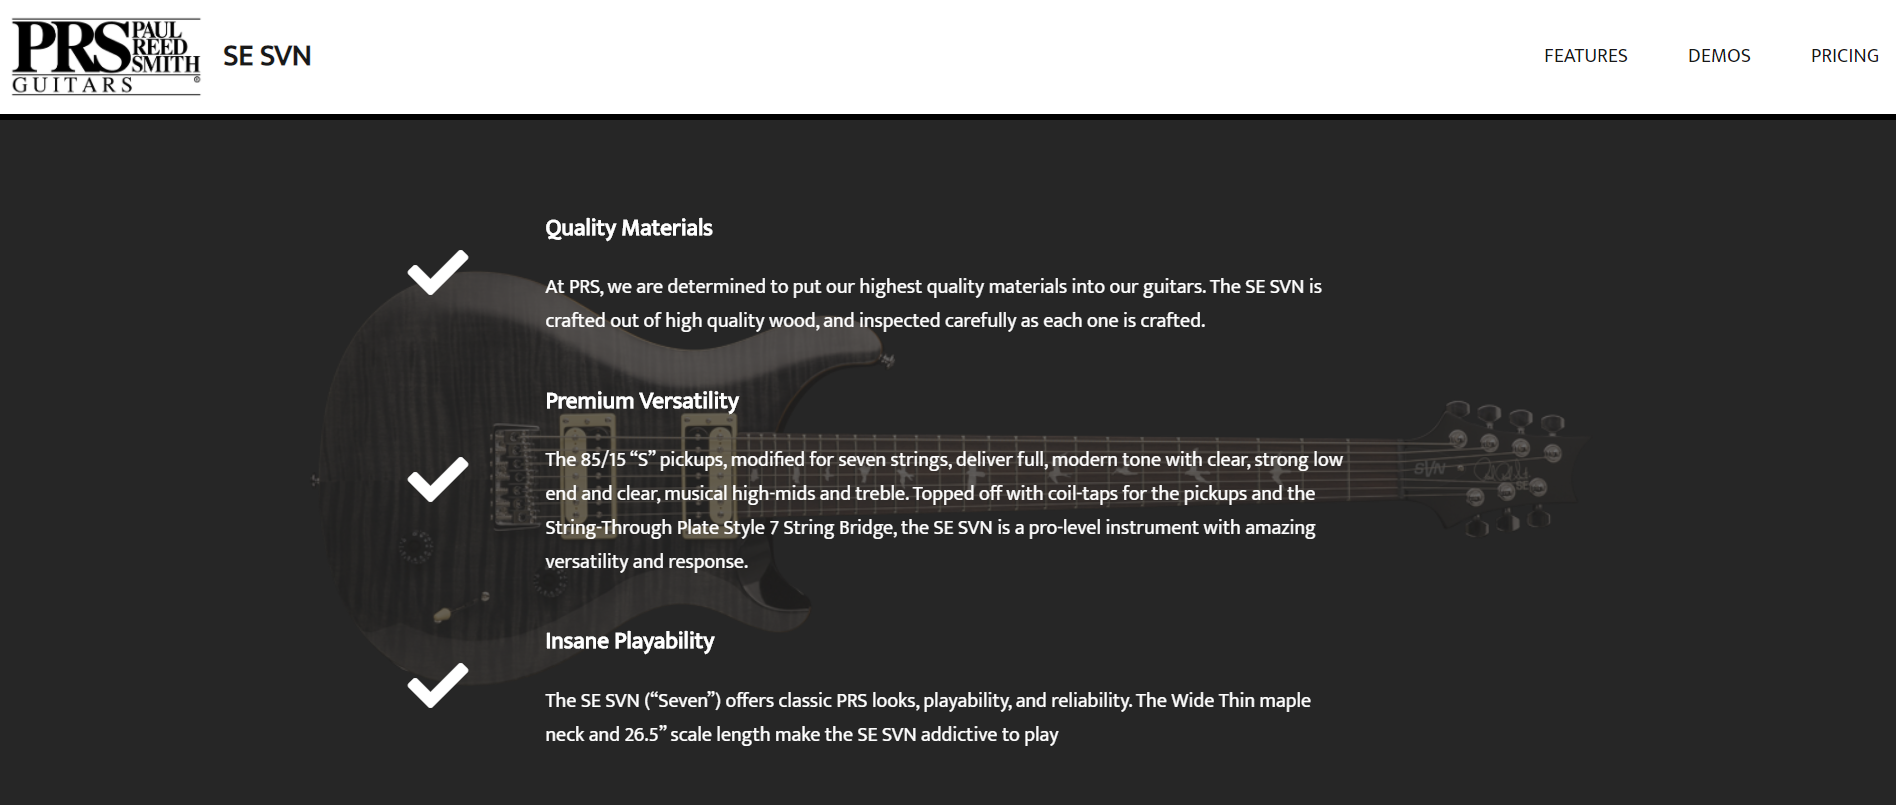 PRS PAUL
REED
SMITH
GUITARS ®
SE SVN
FEATURES DEMOS PRICING
Quality Materials
At PRS, we are determined to put our highest quality materials into our guitars. The SE SVN is
crafted out of high quality wood, and inspected carefully as each one is crafted.
Premium Versatility
The 85/15 “S” pickups, modified for seven strings, deliver full, modern tone with clear, strong low
end and clear, musical high-mids and treble. Topped off with coil-taps for the pickups and the
String-Through Plate Style 7 String Bridge, the SE SVN is a pro-level instrument with amazing
versatility and response.
SVN
Insane Playability
The SE SVN (“Seven”) offers classic PRS looks, playability, and reliability. The Wide Thin maple
neck and 26.5” scale length make the SE SVN addictive to play